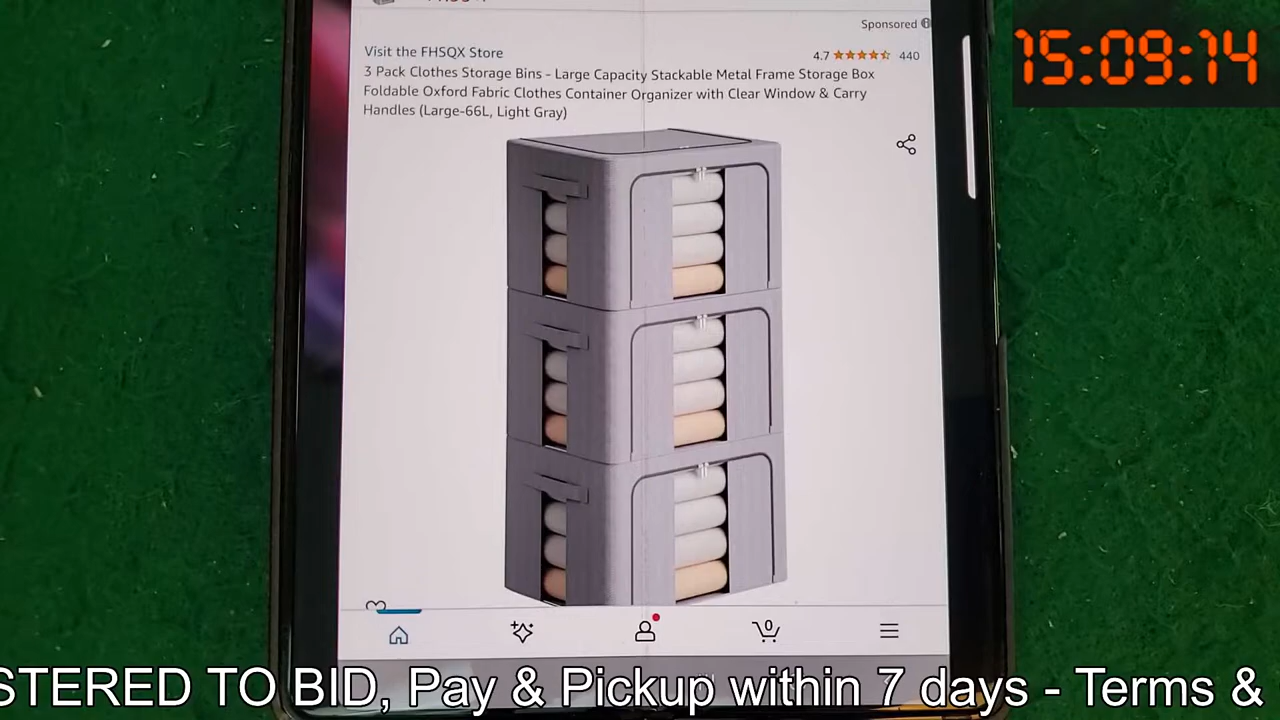 Sponsored
15:09:14
Visit the FHSQX Store
4.7 440
3 Pack Clothes Storage Bins - Large Capacity Stackable Metal Frame Storage Box
Foldable Oxford Fabric Clothes Container Organizer with Clear Window & Carry
Handles (Large-66L, Light Gray)
0
STERED TO BID, Pay & Pickup within 7 days - Terms &